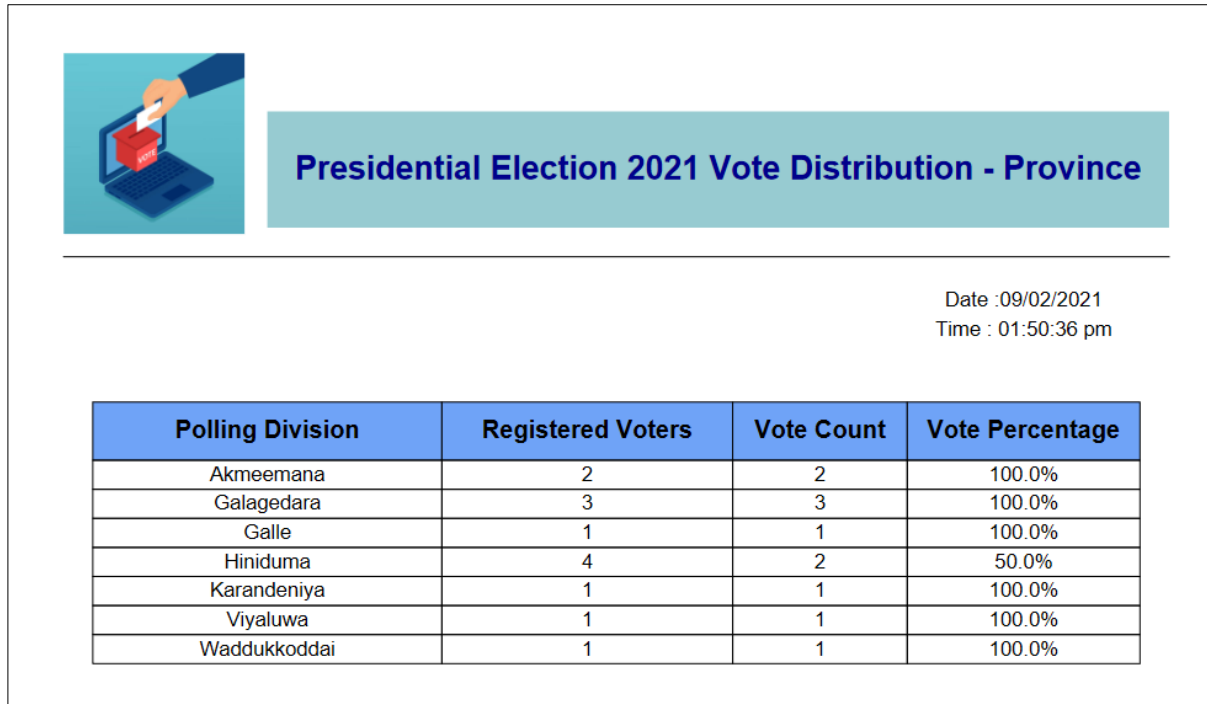 VOTE
Presidential Election 2021 Vote Distribution - Province
Date :09/02/2021
Time : 01:50:36 pm
Polling Division Registered Voters Vote Count Vote Percentage
Akmeemana 2 2 100.0%
Galagedara 3 3 100.0%
Galle 1 1 100.0%
Hiniduma 4 2 50.0%
Karandeniya 1 1 100.0%
Viyaluwa 1 1 100.0%
Waddukkoddai 1 1 100.0%